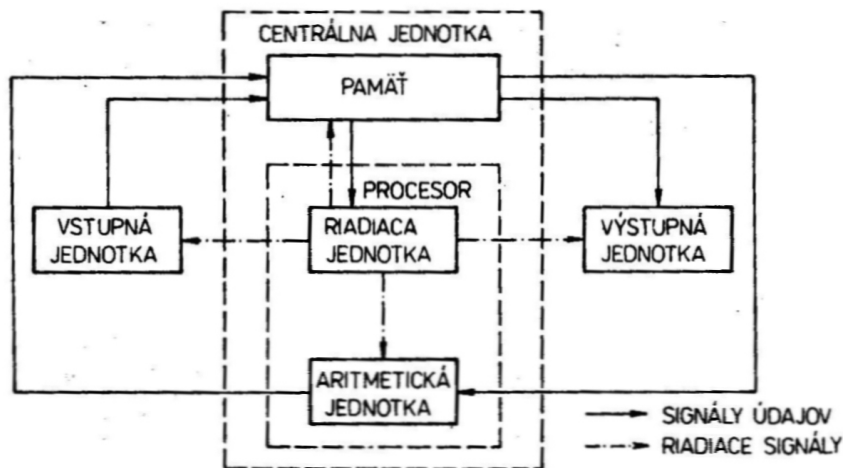 CENTRÁLNA JEDNOTKA
PAMÄŤ
PROCESOR
VSTUPNÁ
JEDNOTKA
RIADIACA
JEDNOTKA
VÝSTUPNÁ
JEDNOTKA
ARITMETICKÁ
JEDNOTKA
SIGNÁLY ÚDAJOV
RIADIACE SIGNÁLY